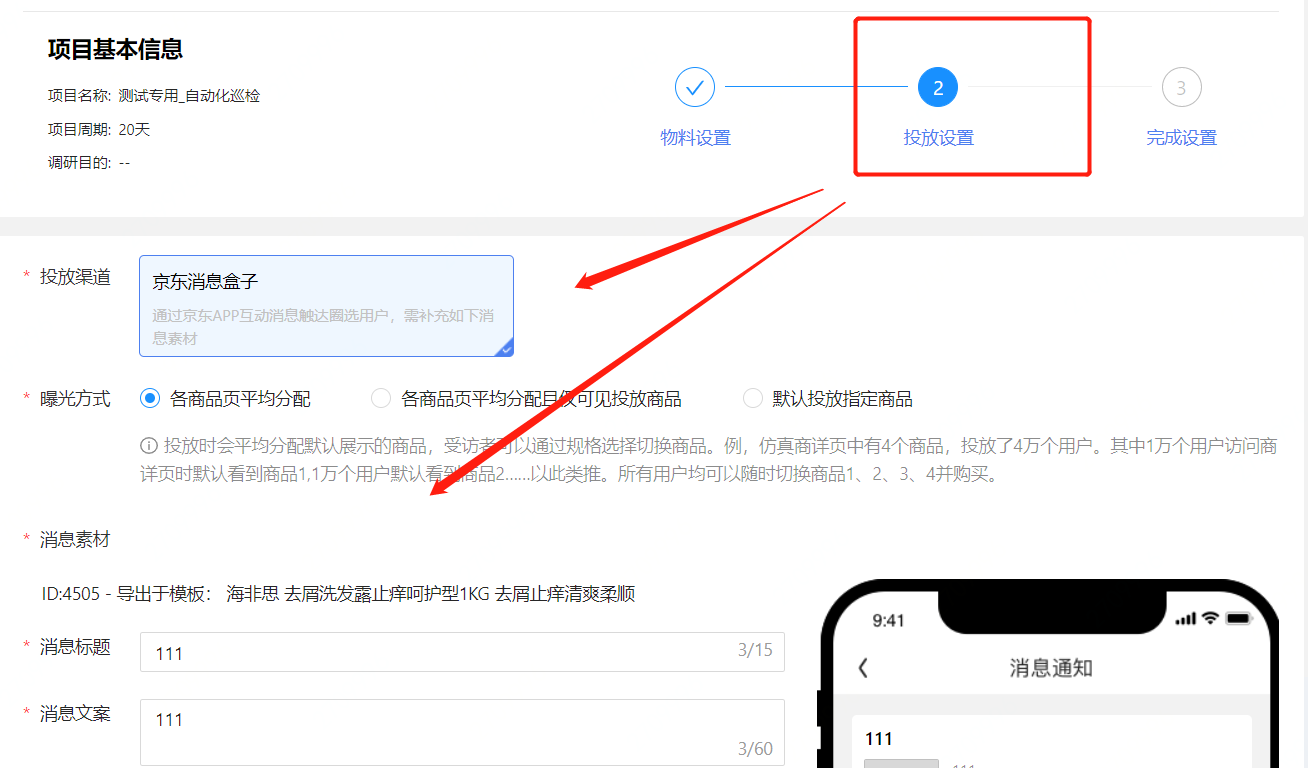 项目基本信息
项目名称: 测试专用_自动化巡检
项目周期: 20天
调研目的: --
2
3
物料设置
投放设置
完成设置
* 投放渠道
京东消息盒子
通过京东APP互动消息触达圈选用户，需补充如下消
息素材
* 曝光方式
各商品页平均分配
各商品页平均分配且仅可见投放商品
默认投放指定商品
投放时会平均分配默认展示的商品，受访者可以通过规格选择切换商品。例，仿真商详页中有4个商品，投放了4万个用户。其中1万个用户访问商
详页时默认看到商品1,1万个用户默认看到商品2......以此类推。所有用户均可以随时切换商品1、2、3、4并购买。
* 消息素材
ID:4505 - 导出于模板： 海非思 去屑洗发露止痒呵护型1KG 去屑止痒清爽柔顺
* 消息标题
111
3/15
* 消息文案
111
3/60
9:41
消息通知
111
111